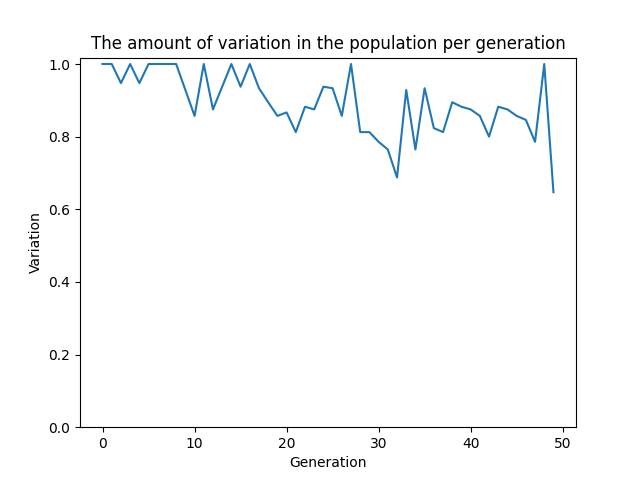 The amount of variation in the population per generation
1.0
0.8
0.6
0.4
0.2
0.0
Variation
0 10 20 30 40 50
Generation